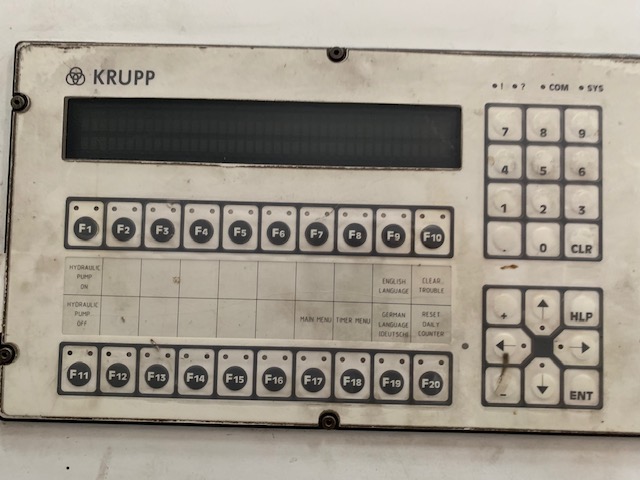 KRUPP
! ? COM SYS
7 8 9
4 5 6
1 2 3
. 0 CLR
F1 F2 F3 F4 F5 F6 F7 F8 F9 F10
HYDRAULIC
PUMP
ON
ENGLISH
LANGUAGE
CLEAR
TROUBLE
HYDRAULIC
PUMP
OFF
MAIN MENU
TIMER MENU
GERMAN
LANGUAGE
(DEUTSCH)
RESET
DAILY
COUNTER
+ ↑ HLP
← →
- ↓ ENT
F11 F12 F13 F14 F15 F16 F17 F18 F19 F20